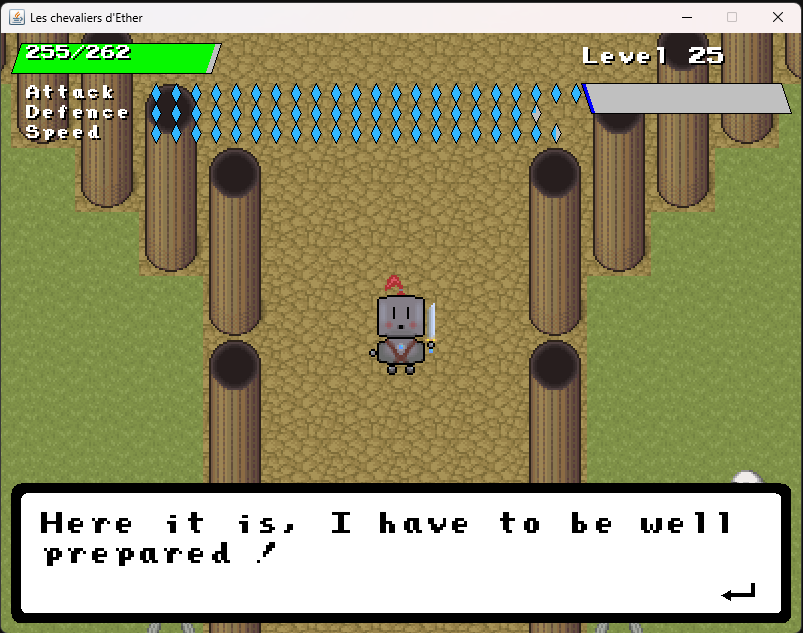 Les chevaliers d'Ether
255/262
Level 25
Attack
Defence
Speed
Here it is, I have to be well
prepared !